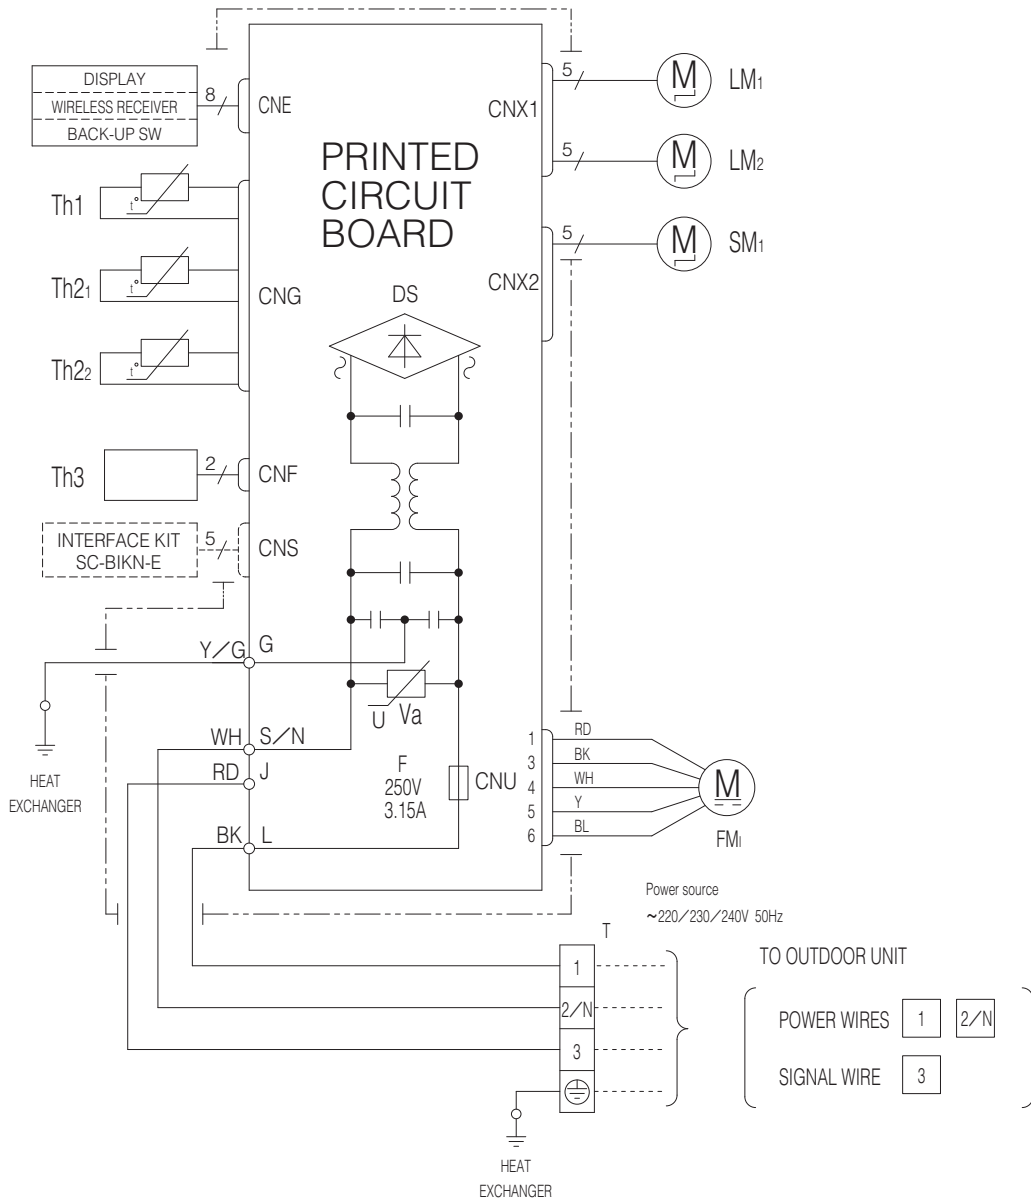 DISPLAY
WIRELESS RECEIVER
BACK-UP SW
8
CNE
PRINTED
CIRCUIT
BOARD
CNX1
5
M
LM1
5
M
LM2
5
M
SM1
CNX2
Th1
t°
Th21
t°
CNG
Th22
t°
DS
Th3
2
CNF
INTERFACE KIT
SC-BIKN-E
5
CNS
Y/G
G
HEAT
EXCHANGER
U
Va
WH
S/N
RD
J
BK
L
F
250V
3.15A
CNU
1
RD
3
BK
4
WH
5
Y
6
BL
M
FMI
Power source
~220/230/240V 50Hz
T
1
2/N
3
HEAT
EXCHANGER
TO OUTDOOR UNIT
POWER WIRES 1 2/N
SIGNAL WIRE 3